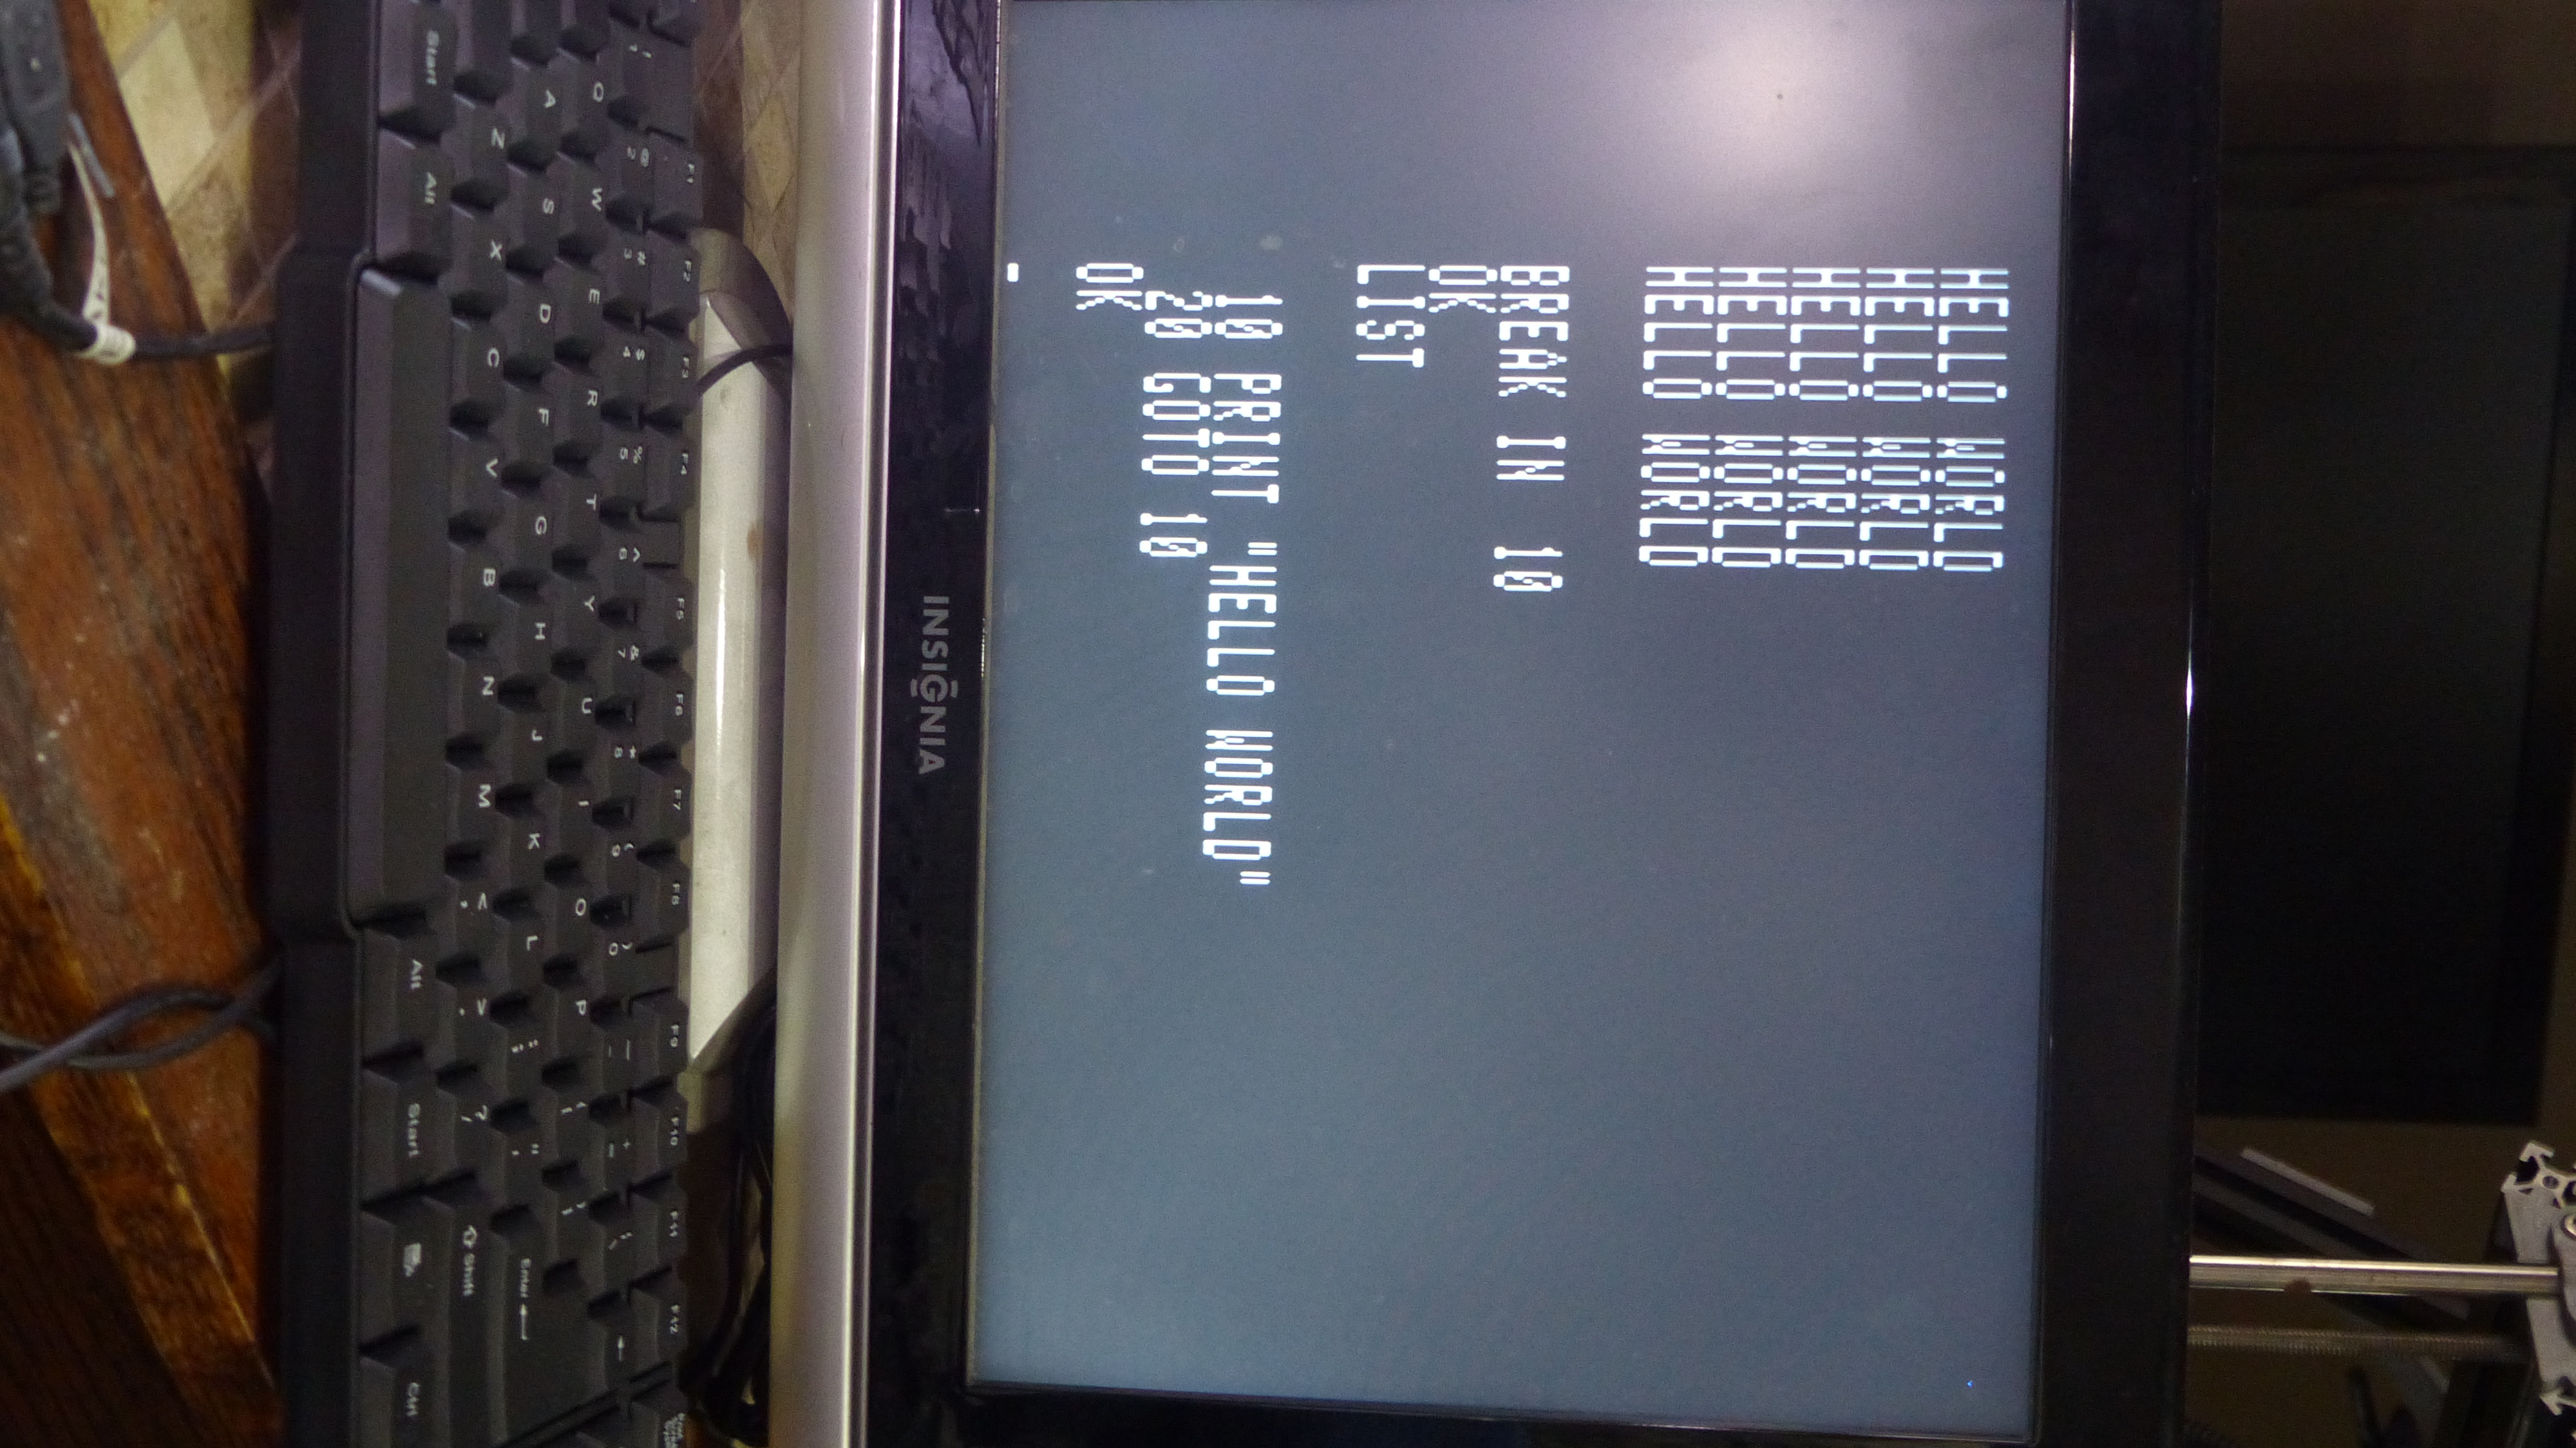 HELLO WORLD
HELLO WORLD
HELLO WORLD
HELLO WORLD
HELLO WORLD
BREAK IN  10
OK
LIST
10 PRINT "HELLO WORLD"
20 GOTO 10
OK
INSIGNIA
F1 F2 F3 F4 F5 F6 F7 F8 F9 F10 F11 F12
! @ # $ % ^ & * ( ) — +
1 2 3 4 5 6 7 8 9 0 - =
Q W E R T Y U I O P
A S D F G H J K L : "
Enter
Z X C V B N M < > ?
Shift
Start Alt Alt Start Ctrl